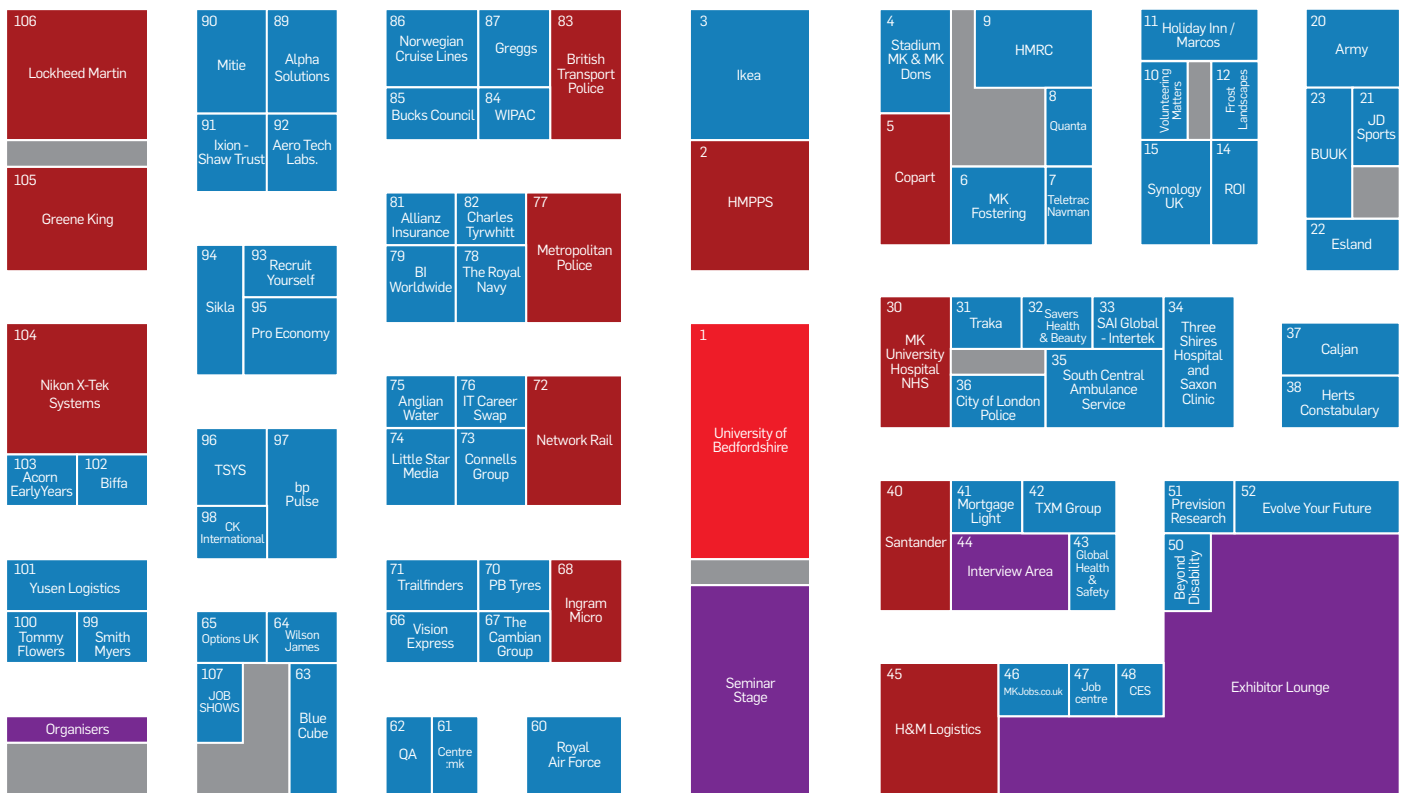 106
Lockheed Martin
105
Greene King
104
Nikon X-Tek
Systems
103
Acorn
EarlyYears
102
Biffa
101
Yusen Logistics
100
Tommy
Flowers
99
Smith
Myers
Organisers
90
Mitie
89
Alpha
Solutions
91
Ixion -
Shaw Trust
92
Aero Tech
Labs.
94
Sikla
93
Recruit
Yourself
95
Pro Economy
96
TSYS
97
bp
Pulse
98
CK
International
65
Options UK
64
Wilson
James
107
JOB
SHOWS
63
Blue
Cube
86
Norwegian
Cruise Lines
87
Greggs
83
British
Transport
Police
85
Bucks Council
84
WIPAC
81
Allianz
Insurance
82
Charles
Tyrwhitt
77
Metropolitan
Police
79
BI
Worldwide
78
The Royal
Navy
75
Anglian
Water
76
IT Career
Swap
72
Network Rail
74
Little Star
Media
73
Connells
Group
71
Trailfinders
70
PB Tyres
68
Ingram
Micro
66
Vision
Express
67 The
Cambian
Group
62
QA
61
Centre
:mk
60
Royal
Air Force
3
Ikea
2
HMPPS
1
University of
Bedfordshire
Seminar
Stage
4
Stadium
MK & MK
Dons
9
HMRC
5
Copart
8
Quanta
6
MK
Fostering
7
Teletrac
Navman
11
Holiday Inn /
Marcos
10
Volunteering
Matters
12
Frost
Landscapes
15
Synology
UK
14
ROI
20
Army
23
BUUK
21
JD
Sports
22
Esland
30
MK
University
Hospital
NHS
31
Traka
32 Savers
Health
& Beauty
33
SAI Global
- Intertek
34
Three
Shires
Hospital
and
Saxon
Clinic
35
South Central
Ambulance
Service
36
City of London
Police
37
Caljan
38
Herts
Constabulary
40
Santander
41
Mortgage
Light
42
TXM Group
44
Interview Area
43
Global
Health
&
Safety
51
Prevision
Research
52
Evolve Your Future
50
Beyond
Disability
45
H&M Logistics
46
MKJobs.co.uk
47
Job
centre
48
CES
Exhibitor Lounge